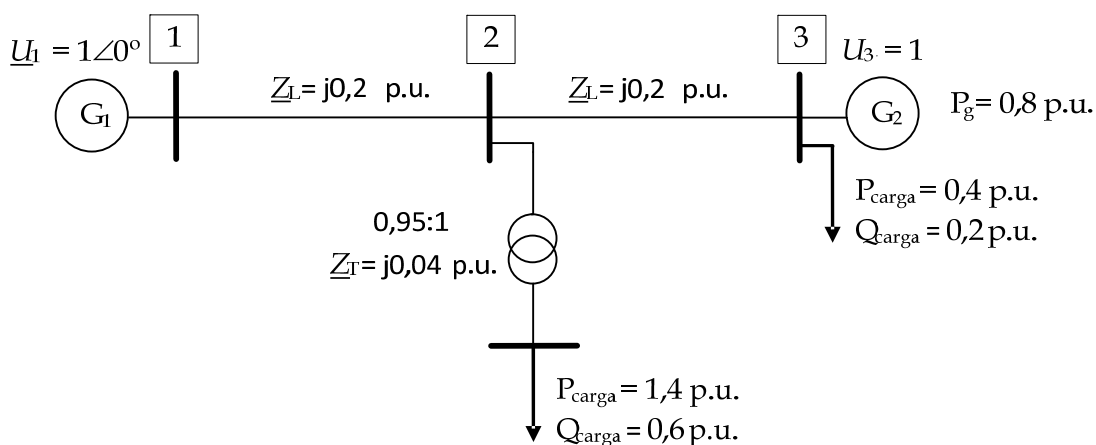 1
2
3
U1 = 1∠0º
U3 = 1
ZL= j0,2 p.u.
ZL= j0,2 p.u.
G1
G2
Pg= 0,8 p.u.
Pcarga = 0,4 p.u.
Qcarga = 0,2 p.u.
0,95:1
ZT= j0,04 p.u.
Pcarga = 1,4 p.u.
Qcarga = 0,6 p.u.